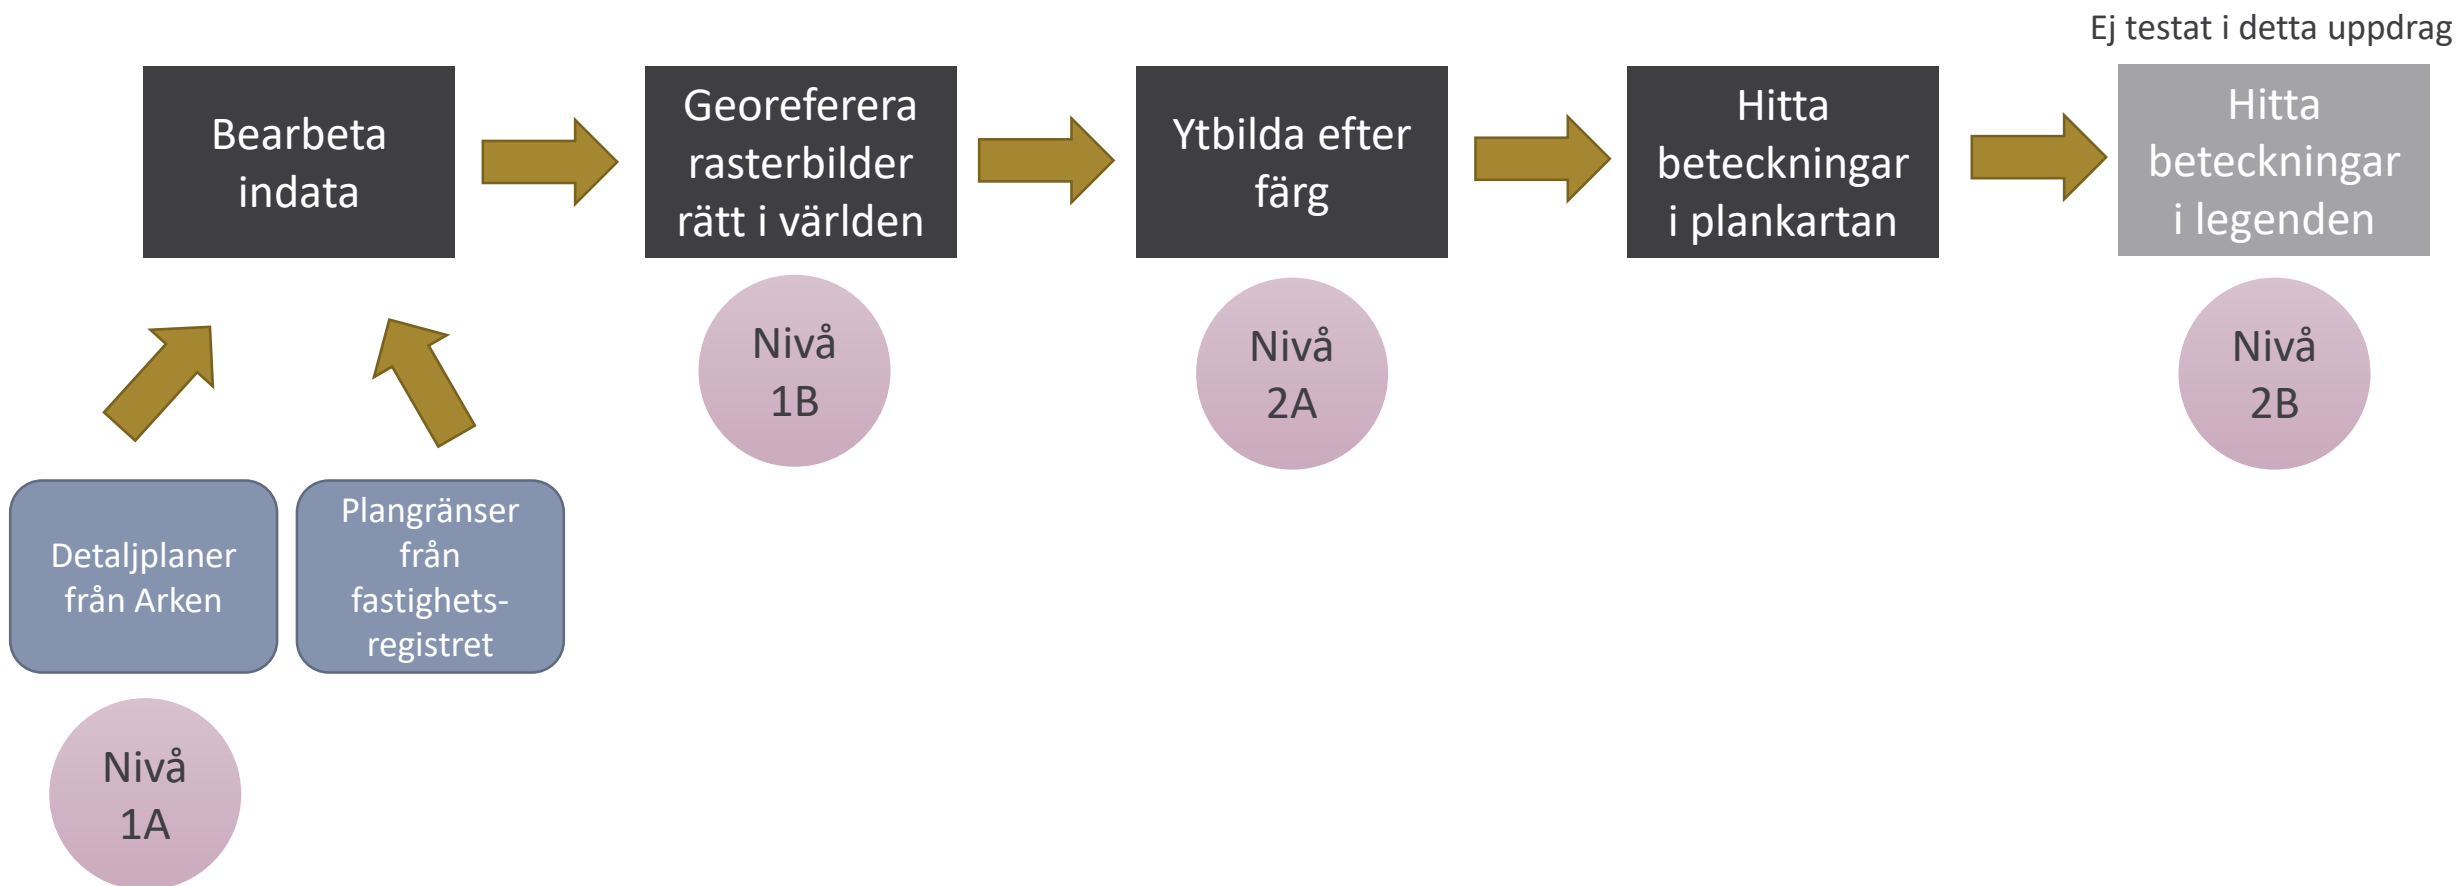 Ej testat i detta uppdrag
Bearbeta
indata
Georeferera
rasterbilder
rätt i världen
Ytbilda efter
färg
Hitta
beteckningar
i plankartan
Hitta
beteckningar
i legenden
Nivå
1B
Nivå
2A
Nivå
2B
Detaljplaner
från Arken
Plangränser
från
fastighets-
registret
Nivå
1A